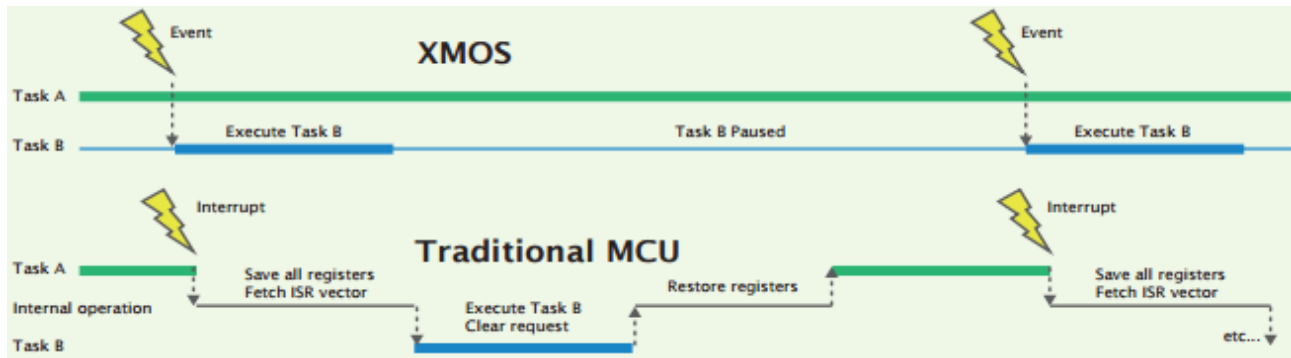 Event
XMOS
Event
Task A
Execute Task B
Task B Paused
Execute Task B
Task B
Interrupt
Interrupt
Traditional MCU
Task A
Save all registers
Fetch ISR vector
Restore registers
Save all registers
Fetch ISR vector
Internal operation
Execute Task B
Clear request
etc...
Task B